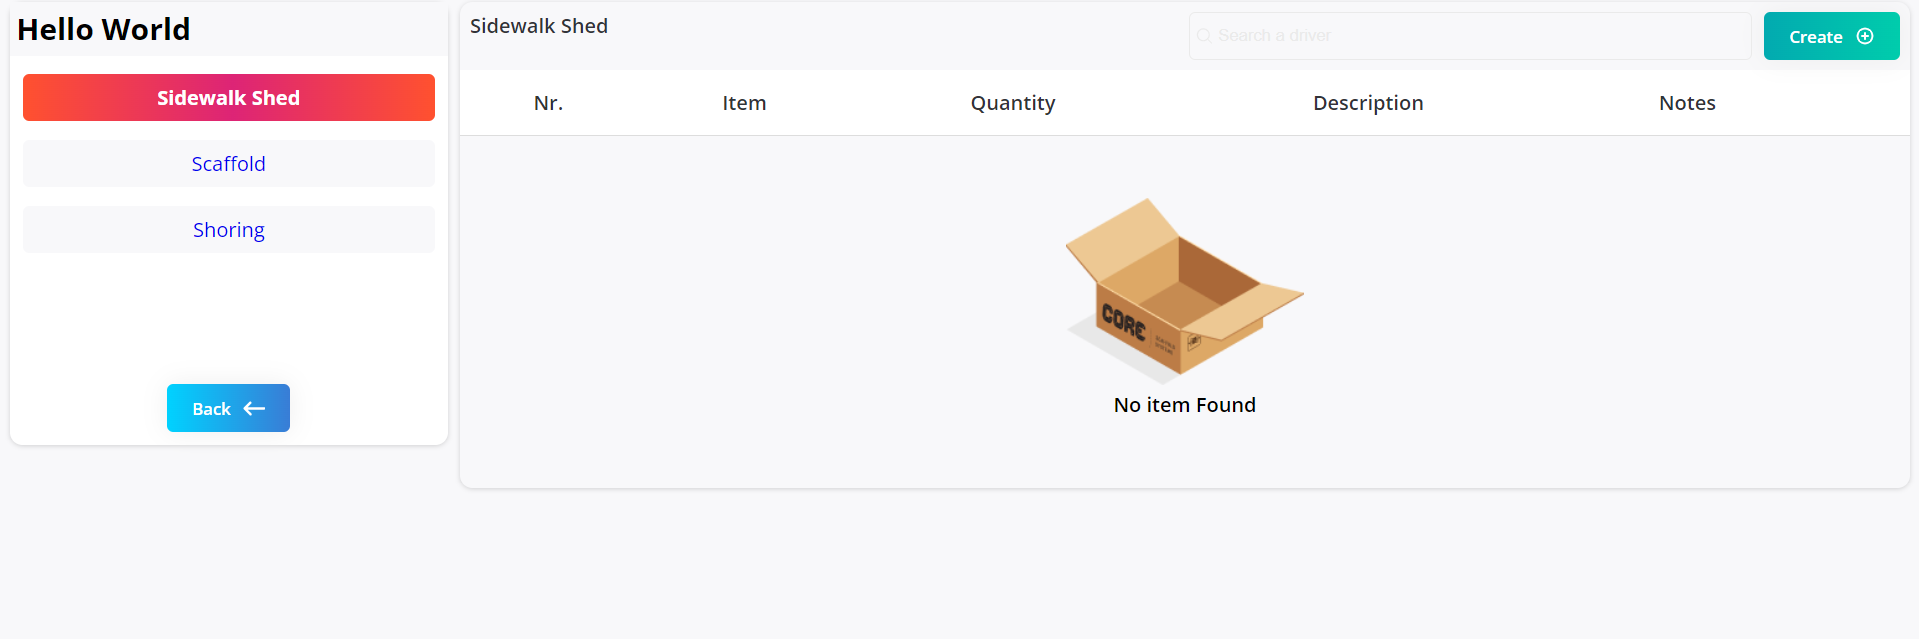 Hello World
Sidewalk Shed
Scaffold
Shoring
Back
Sidewalk Shed
Search a driver
Create
Nr. Item Quantity Description Notes
CORE
No item Found